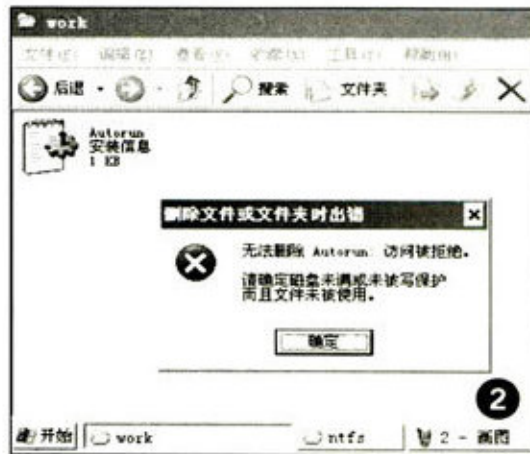 work
文件(F) 编辑(E) 查看(V) 收藏(A) 工具(T) 帮助(H)
后退 搜索 文件夹
Autorun
安装信息
1 KB
删除文件或文件夹时出错
无法删除 Autorun: 访问被拒绝。
请确定磁盘未满或未被写保护
而且文件未被使用。
确定
2
开始 work ntfs 2 - 画图